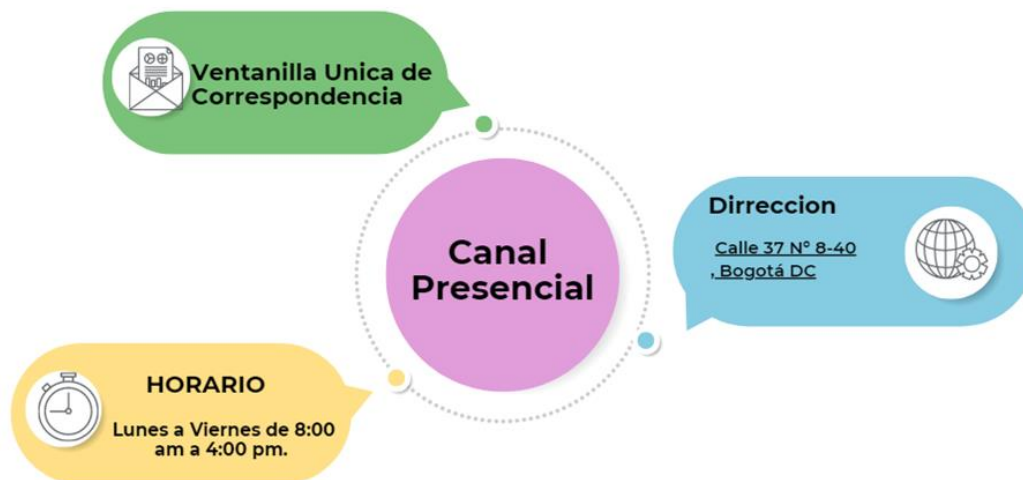 Ventanilla Unica de
Correspondencia
Canal
Presencial
Dirreccion
Calle 37 N° 8-40
, Bogotá DC
HORARIO
Lunes a Viernes de 8:00
am a 4:00 pm.